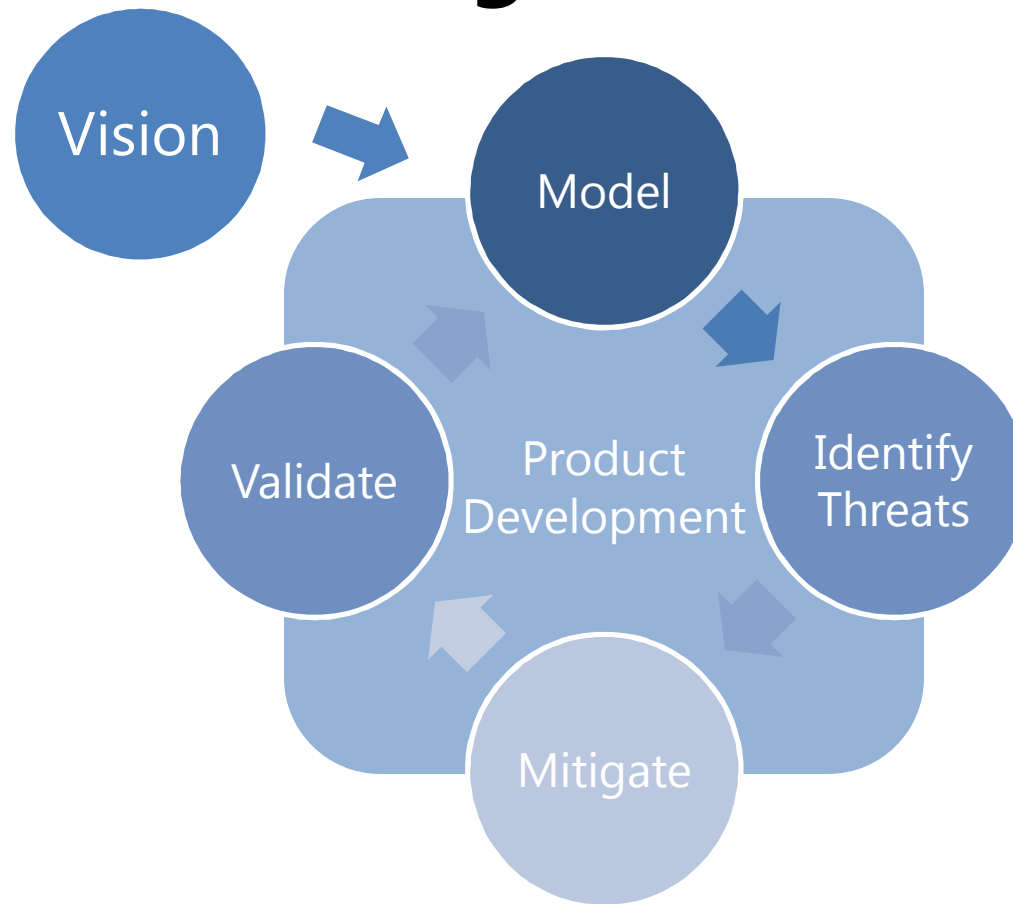 Vision
Model
Identify
Threats
Product
Development
Validate
Mitigate